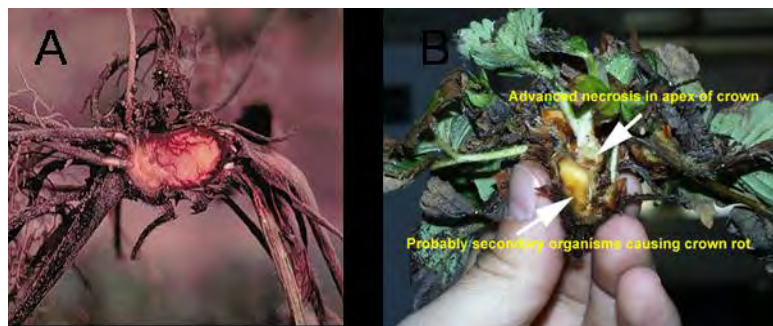 A
B
Advanced necrosis in apex of crown
Probably secondary organisms causing crown rot